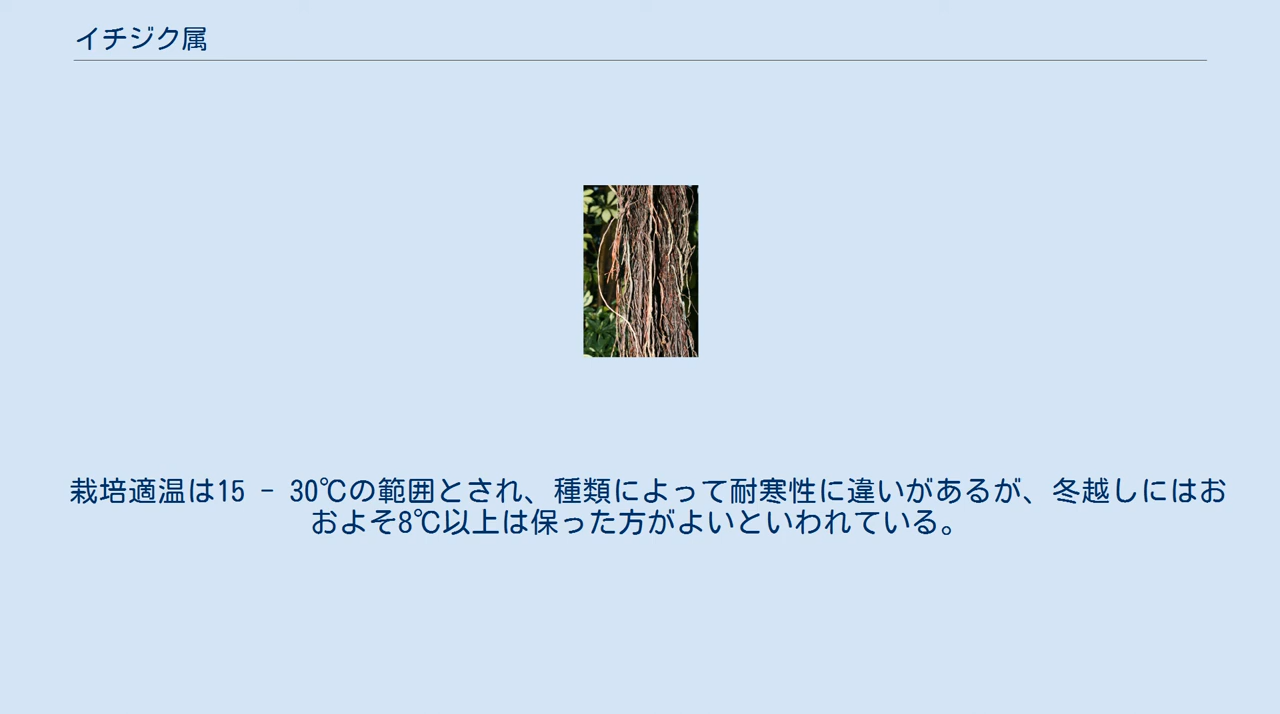 イチジク属
栽培適温は15 - 30℃の範囲とされ、種類によって耐寒性に違いがあるが、冬越しにはお
およそ8℃以上は保った方がよいといわれている。